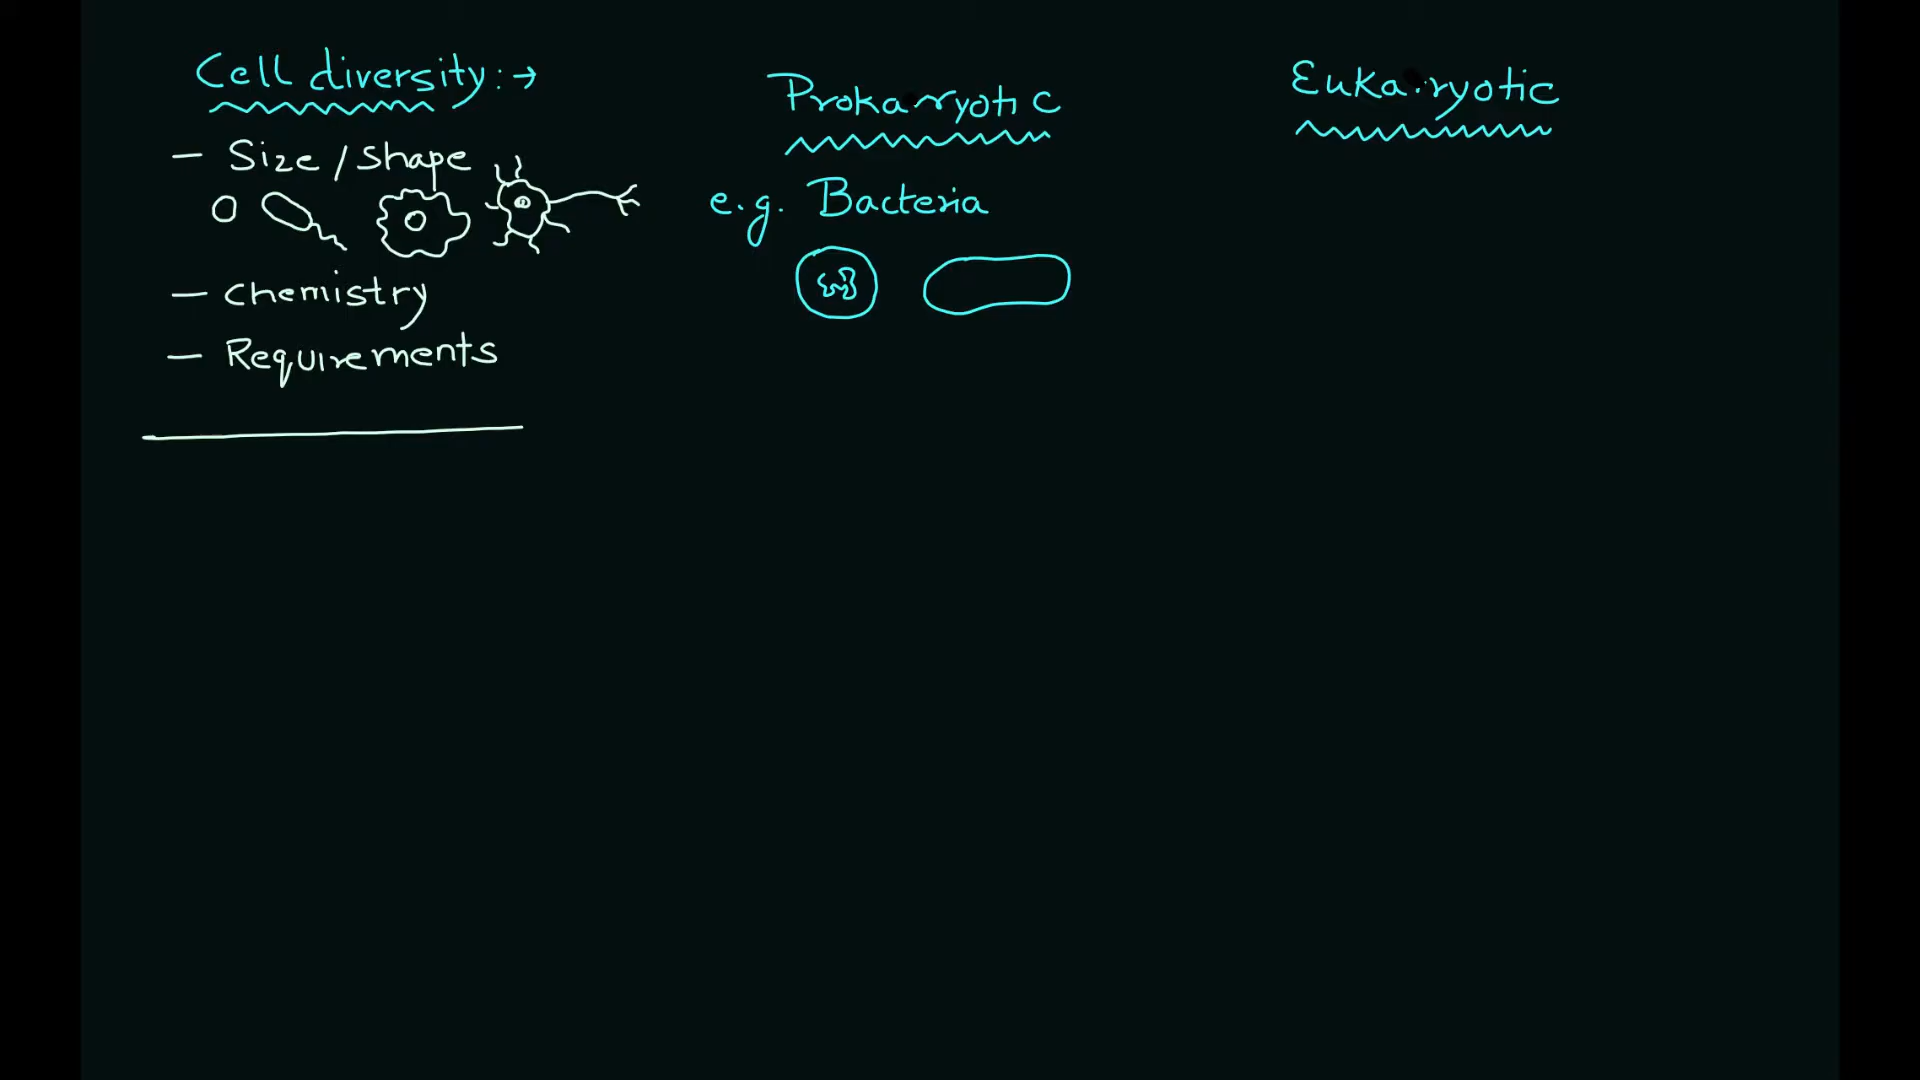 Cell diversity:→
- Size/shape
- Chemistry
- Requirements
Prokaryotic
e.g. Bacteria
Eukaryotic